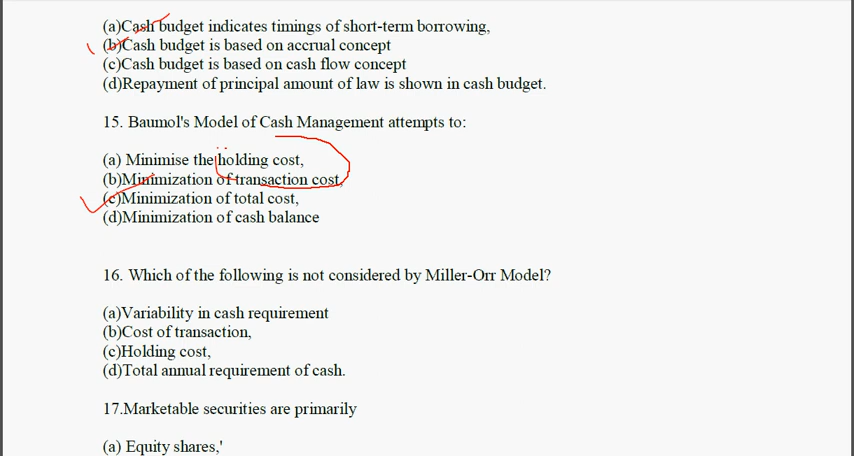 (a)Cash budget indicates timings of short-term borrowing,
(b)Cash budget is based on accrual concept
(c)Cash budget is based on cash flow concept
(d)Repayment of principal amount of law is shown in cash budget.
15. Baumol's Model of Cash Management attempts to:
(a) Minimise the holding cost,
(b)Minimization of transaction cost,
(c)Minimization of total cost,
(d)Minimization of cash balance
16. Which of the following is not considered by Miller-Orr Model?
(a)Variability in cash requirement
(b)Cost of transaction,
(c)Holding cost,
(d)Total annual requirement of cash.
17.Marketable securities are primarily
(a) Equity shares,'